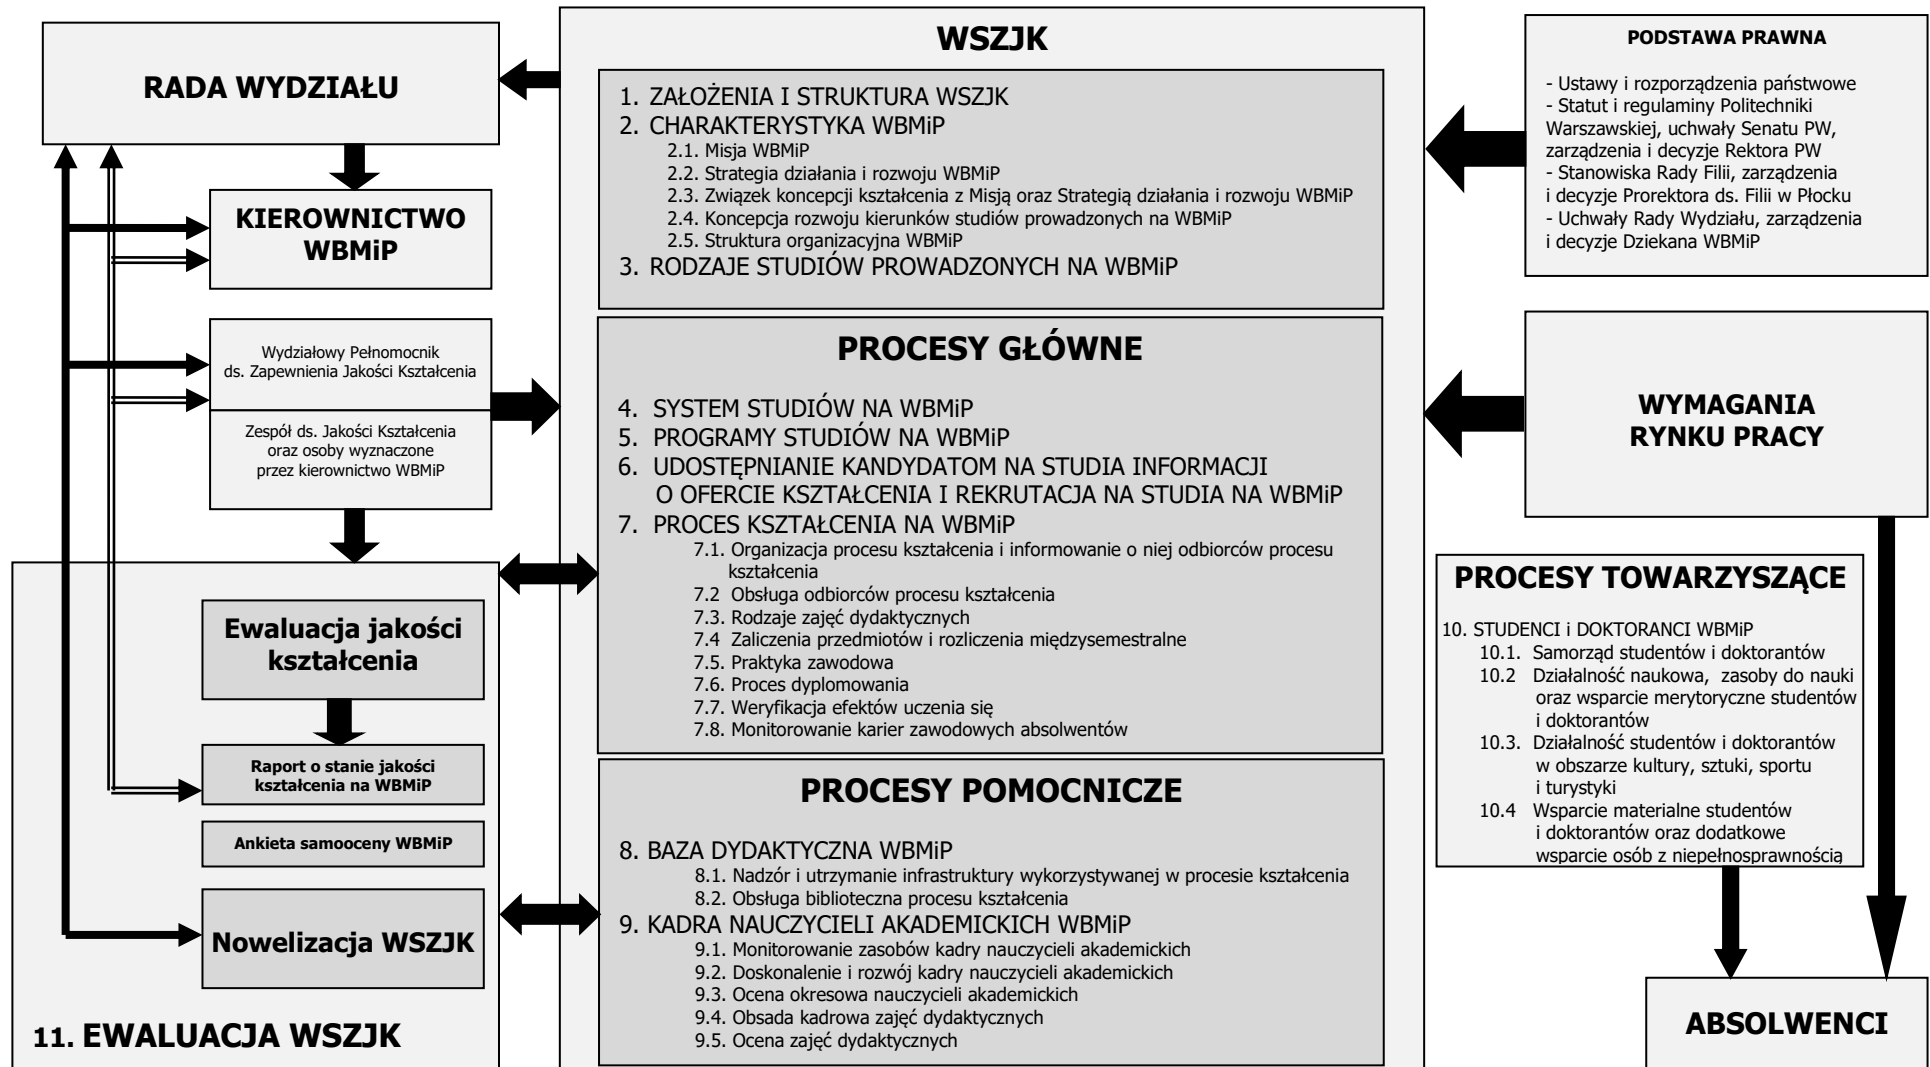 RADA WYDZIAŁU
KIEROWNICTWO
WBMiP
Wydziałowy Pełnomocnik
ds. Zapewnienia Jakości Kształcenia
Zespół ds. Jakości Kształcenia
oraz osoby wyznaczone
przez kierownictwo WBMiP
Ewaluacja jakości
kształcenia
Raport o stanie jakości
kształcenia na WBMiP
Ankieta samooceny WBMiP
Nowelizacja WSZJK
11. EWALUACJA WSZJK
WSZJK
1. ZAŁOŻENIA I STRUKTURA WSZJK
2. CHARAKTERYSTYKA WBMiP
2.1. Misja WBMiP
2.2. Strategia działania i rozwoju WBMiP
2.3. Związek koncepcji kształcenia z Misją oraz Strategią działania i rozwoju WBMiP
2.4. Koncepcja rozwoju kierunków studiów prowadzonych na WBMiP
2.5. Struktura organizacyjna WBMiP
3. RODZAJE STUDIÓW PROWADZONYCH NA WBMiP
PROCESY GŁÓWNE
4. SYSTEM STUDIÓW NA WBMiP
5. PROGRAMY STUDIÓW NA WBMiP
6. UDOSTĘPNIANIE KANDYDATOM NA STUDIA INFORMACJI
O OFERCIE KSZTAŁCENIA I REKRUTACJA NA STUDIA NA WBMiP
7. PROCES KSZTAŁCENIA NA WBMiP
7.1. Organizacja procesu kształcenia i informowanie o niej odbiorców procesu
kształcenia
7.2 Obsługa odbiorców procesu kształcenia
7.3. Rodzaje zajęć dydaktycznych
7.4 Zaliczenia przedmiotów i rozliczenia międzysemestralne
7.5. Praktyka zawodowa
7.6. Proces dyplomowania
7.7. Weryfikacja efektów uczenia się
7.8. Monitorowanie karier zawodowych absolwentów
PROCESY POMOCNICZE
8. BAZA DYDAKTYCZNA WBMiP
8.1. Nadzór i utrzymanie infrastruktury wykorzystywanej w procesie kształcenia
8.2. Obsługa biblioteczna procesu kształcenia
9. KADRA NAUCZYCIELI AKADEMICKICH WBMiP
9.1. Monitorowanie zasobów kadry nauczycieli akademickich
9.2. Doskonalenie i rozwój kadry nauczycieli akademickich
9.3. Ocena okresowa nauczycieli akademickich
9.4. Obsada kadrowa zajęć dydaktycznych
9.5. Ocena zajęć dydaktycznych
PODSTAWA PRAWNA
- Ustawy i rozporządzenia państwowe
- Statut i regulaminy Politechniki
Warszawskiej, uchwały Senatu PW,
zarządzenia i decyzje Rektora PW
- Stanowiska Rady Filii, zarządzenia
i decyzje Prorektora ds. Filii w Płocku
- Uchwały Rady Wydziału, zarządzenia
i decyzje Dziekana WBMiP
WYMAGANIA
RYNKU PRACY
PROCESY TOWARZYSZĄCE
10. STUDENCI i DOKTORANCI WBMiP
10.1. Samorząd studentów i doktorantów
10.2 Działalność naukowa, zasoby do nauki
oraz wsparcie merytoryczne studentów
i doktorantów
10.3. Działalność studentów i doktorantów
w obszarze kultury, sztuki, sportu
i turystyki
10.4 Wsparcie materialne studentów
i doktorantów oraz dodatkowe
wsparcie osób z niepełnosprawnością
ABSOLWENCI